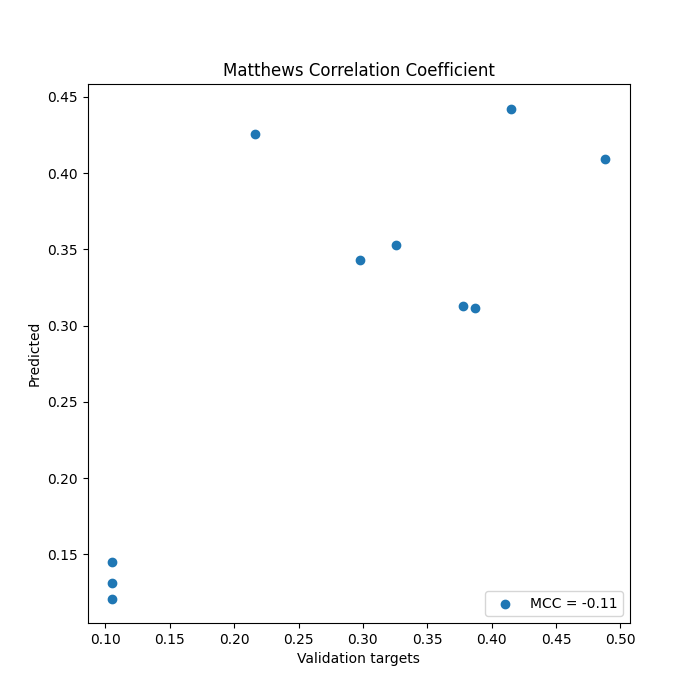 Matthews Correlation Coefficient
0.45
0.40
0.35
0.30
0.25
0.20
0.15
Predicted
MCC = -0.11
0.10 0.15 0.20 0.25 0.30 0.35 0.40 0.45 0.50
Validation targets